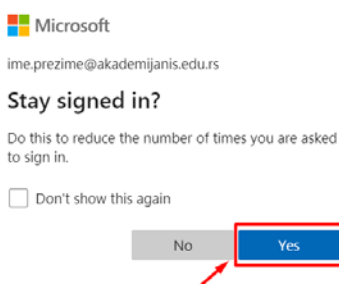 Microsoft
ime.prezime@akademijanis.edu.rs
Stay signed in?
Do this to reduce the number of times you are asked
to sign in.
Don't show this again
No
Yes